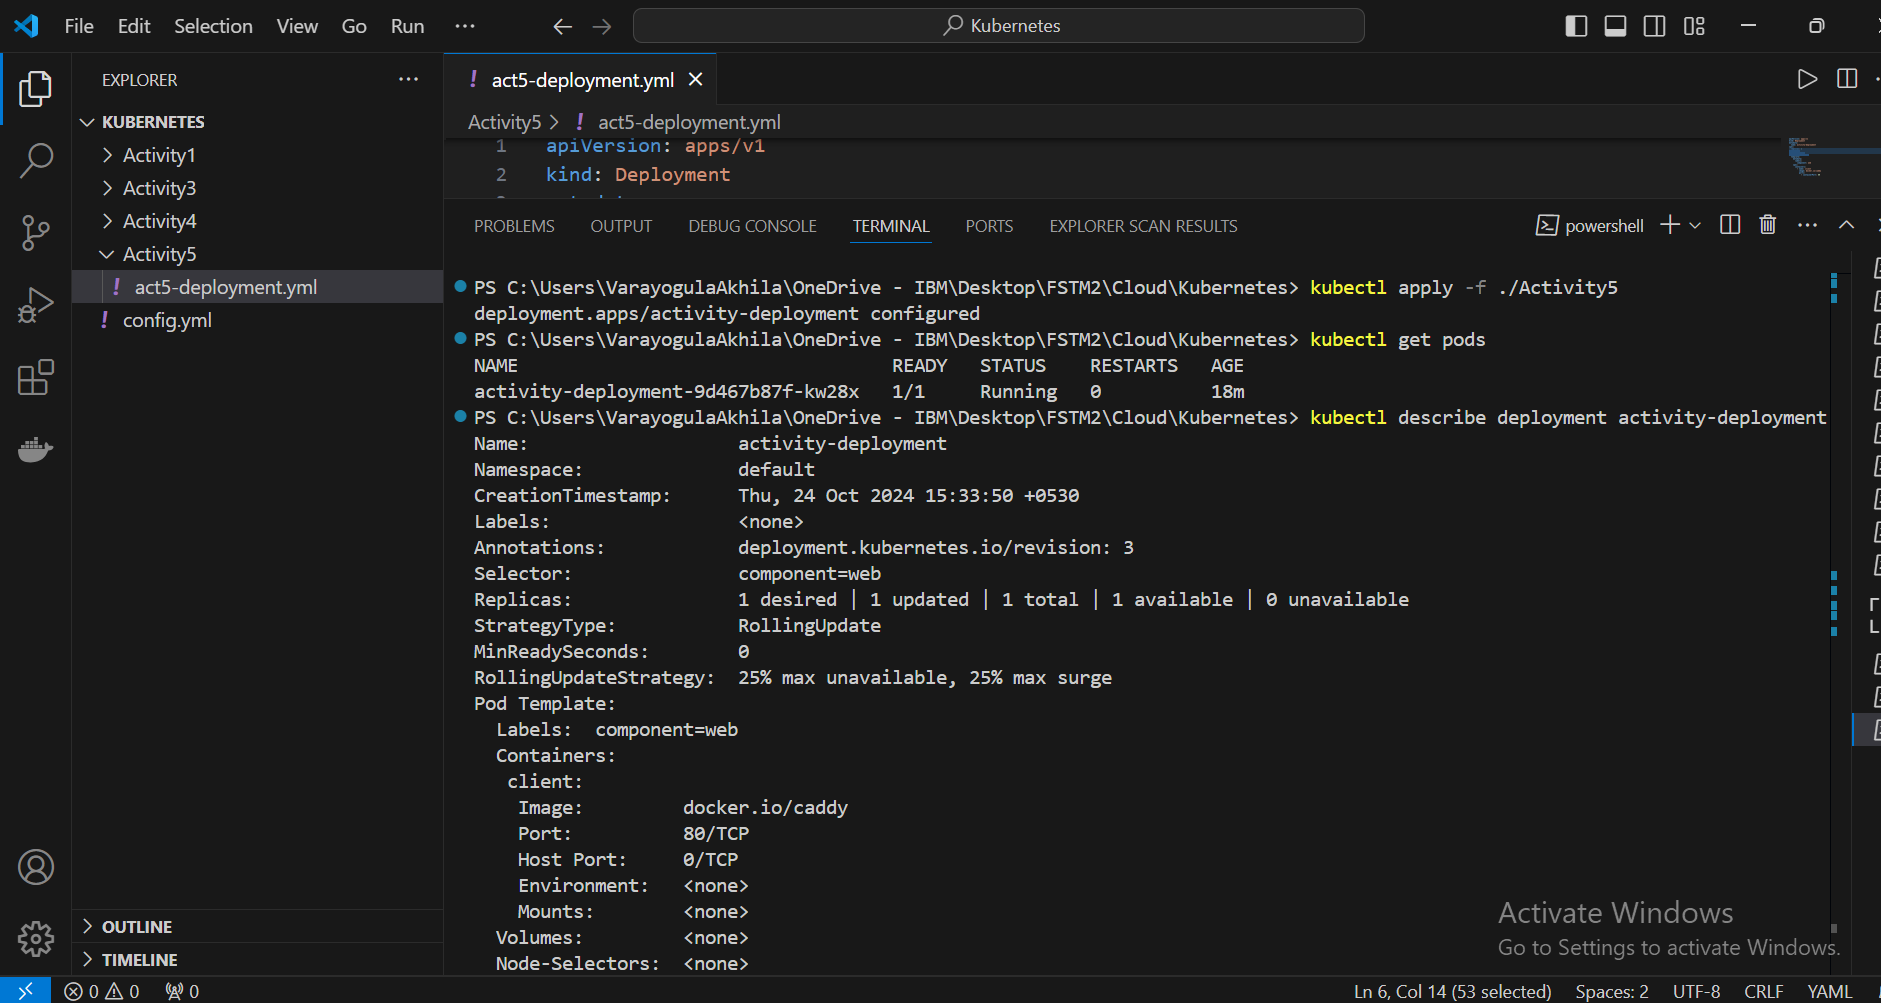 File Edit Selection View Go Run ···
Kubernetes
EXPLORER
KUBERNETES
Activity1
Activity3
Activity4
Activity5
! act5-deployment.yml
! config.yml
OUTLINE
TIMELINE
! act5-deployment.yml
Activity5 > ! act5-deployment.yml
1 apiVersion: apps/v1
2 kind: Deployment
PROBLEMS OUTPUT DEBUG CONSOLE TERMINAL PORTS EXPLORER SCAN RESULTS
powershell
PS C:\Users\VarayogulaAkhila\OneDrive - IBM\Desktop\FSTM2\Cloud\Kubernetes> kubectl apply -f ./Activity5
deployment.apps/activity-deployment configured
PS C:\Users\VarayogulaAkhila\OneDrive - IBM\Desktop\FSTM2\Cloud\Kubernetes> kubectl get pods
NAME READY STATUS RESTARTS AGE
activity-deployment-9d467b87f-kw28x 1/1 Running 0 18m
PS C:\Users\VarayogulaAkhila\OneDrive - IBM\Desktop\FSTM2\Cloud\Kubernetes> kubectl describe deployment activity-deployment
Name: activity-deployment
Namespace: default
CreationTimestamp: Thu, 24 Oct 2024 15:33:50 +0530
Labels: <none>
Annotations: deployment.kubernetes.io/revision: 3
Selector: component=web
Replicas: 1 desired | 1 updated | 1 total | 1 available | 0 unavailable
StrategyType: RollingUpdate
MinReadySeconds: 0
RollingUpdateStrategy: 25% max unavailable, 25% max surge
Pod Template:
Labels: component=web
Containers:
client:
Image: docker.io/caddy
Port: 80/TCP
Host Port: 0/TCP
Environment: <none>
Mounts: <none>
Volumes: <none>
Node-Selectors: <none>
Activate Windows
Go to Settings to activate Windows.
0 0 0
Ln 6, Col 14 (53 selected) Spaces: 2 UTF-8 CRLF YAML